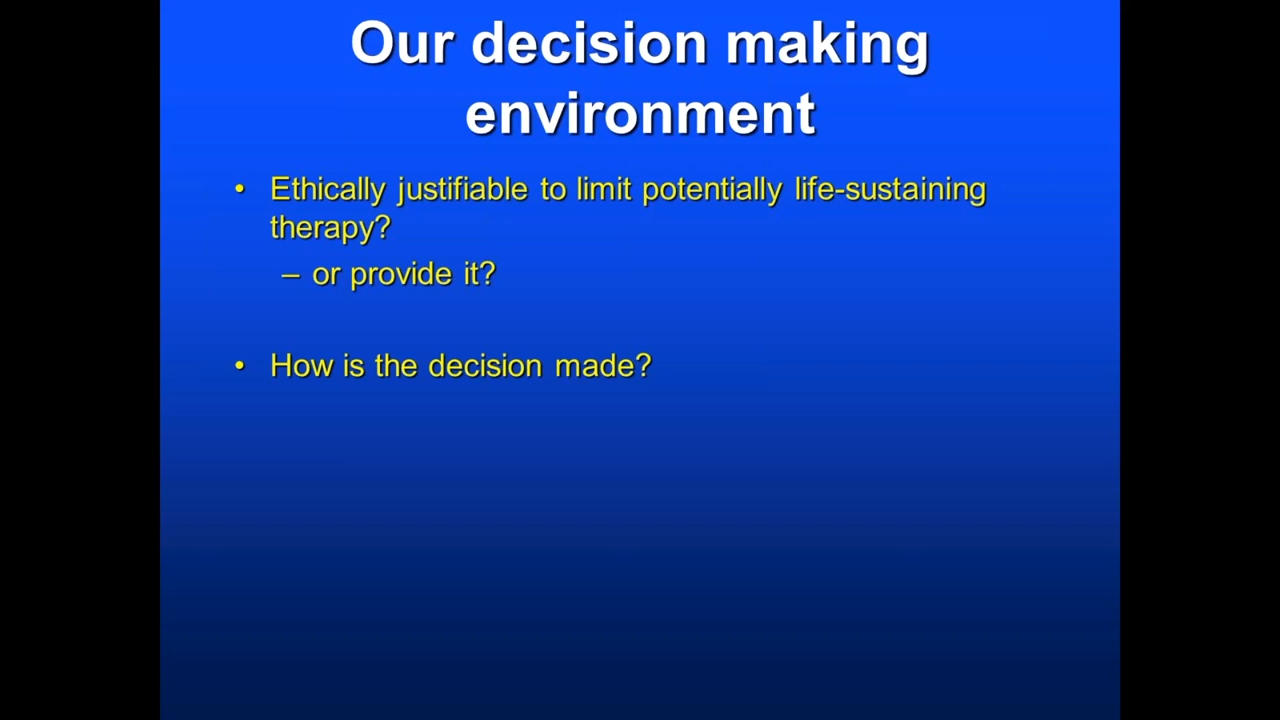 Our decision making
environment
• Ethically justifiable to limit potentially life-sustaining
therapy?
– or provide it?
• How is the decision made?